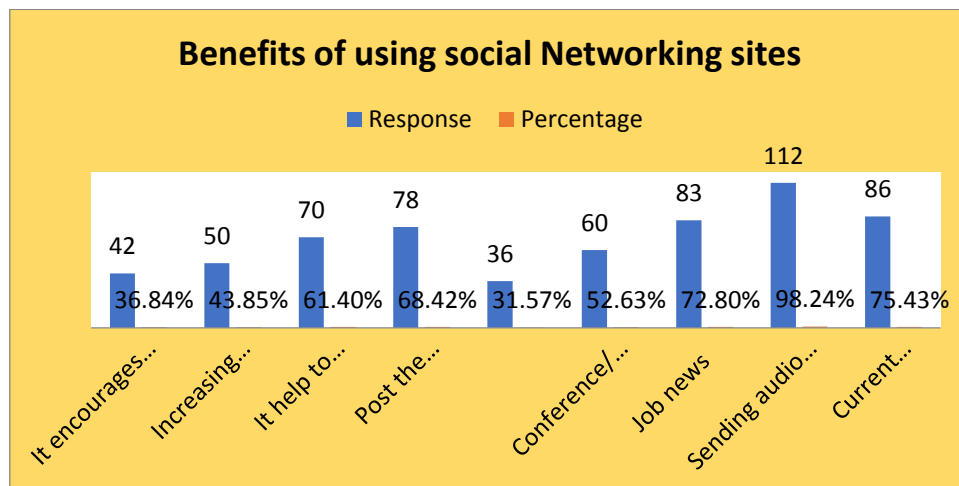 Benefits of using social Networking sites
Response Percentage
42 50 70 78 36 60 83 112 86
36.84% 43.85% 61.40% 68.42% 31.57% 52.63% 72.80% 98.24% 75.43%
It encourages…
Increasing…
It help to…
Post the…
Conference/…
Job news
Sending audio…
Current…